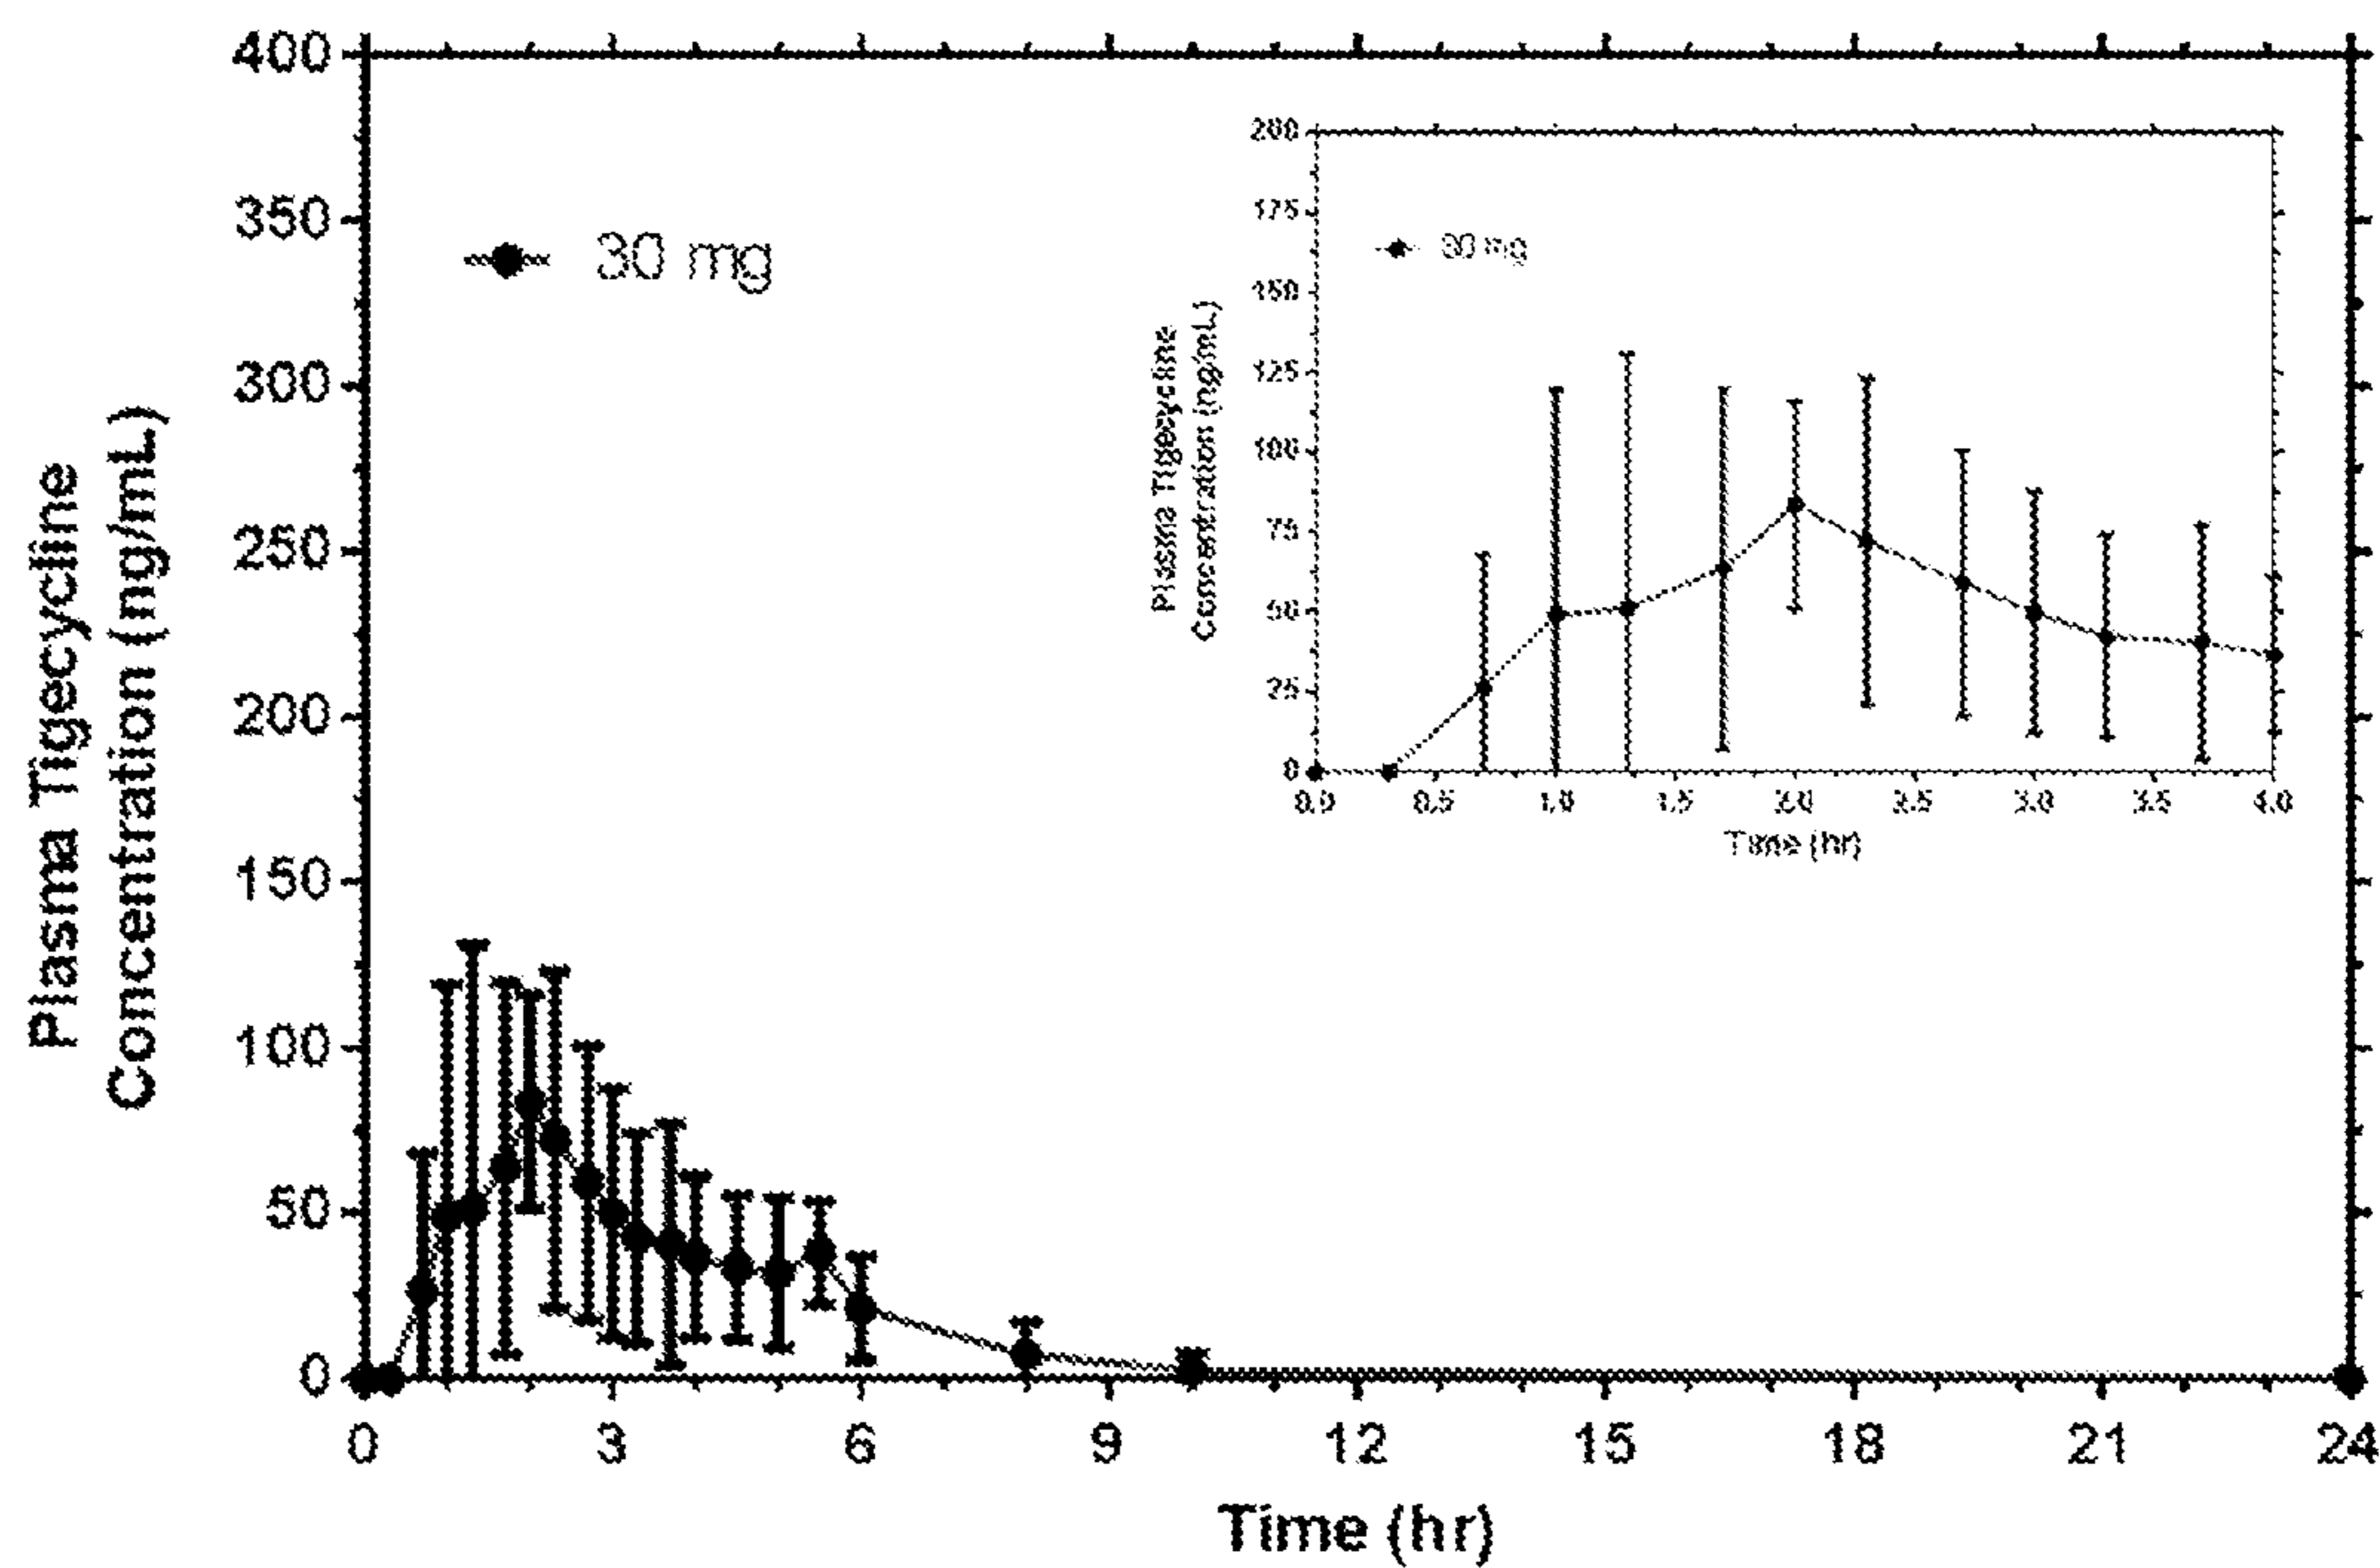 400
350
300
250
200
150
100
50
0
Plasma Tigecycline
Concentration (ng/mL)
30 mg
0 3 6 9 12 15 18 21 24
Time (hr)
200
175
150
125
100
75
50
25
0
Plasma Tigecycline
Concentration (ng/mL)
30 mg
0.0 0.5 1.0 1.5 2.0 2.5 3.0 3.5 4.0
Time (hr)